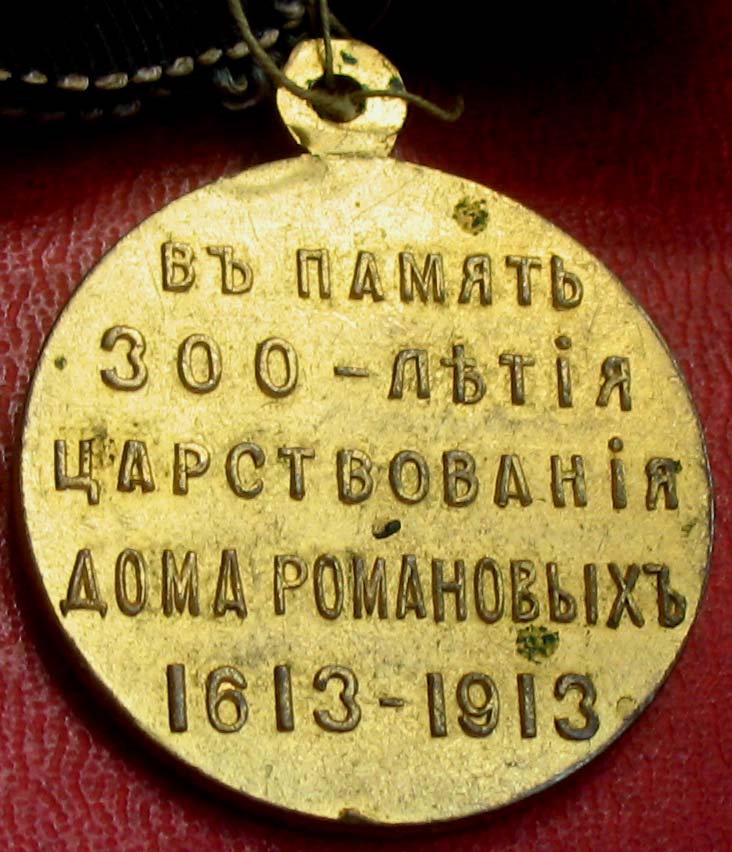 ВЪ ПАМЯТЬ
300-ЛѢТІЯ
ЦАРСТВОВАНІЯ
ДОМА РОМАНОВЫХЪ
1613-1913